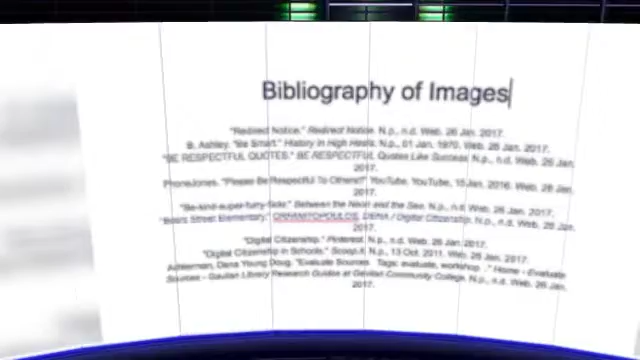 Bibliography of Images
"Redirect Notice." Redirect Notice. N.p., n.d. Web. 26 Jan. 2017.
B, Ashley. "Be Smart." History in High Heels. N.p., 01 Jan. 1970. Web. 26 Jan. 2017.
"BE RESPECTFUL QUOTES." BE RESPECTFUL Quotes Like Success. N.p., n.d. Web. 26 Jan.
2017.
PhoneJones. "Please Be Respectful To Others!!" YouTube. YouTube, 15 Jan. 2016. Web. 26 Jan.
2017.
"Be-kind-super-furry-Side." Between the Nixin and the Sea. N.p., n.d. Web. 26 Jan. 2017.
Street Elementary." / Digital Citizenship. N.p., n.d. Web. 26 Jan.
2017.
"Digital Citizenship." Pinterest. N.p., n.d. Web. 26 Jan. 2017.
"Digital Citizenship in Schools." Scoop.it. N.p., 13 Oct. 2011. Web. 26 Jan. 2017.
Ackerman, Dana Young Doug. "Evaluate Sources. Tags: evaluate, workshop ." Home - Evaluate
Sources - Gavilan Library Research Guides at Gavilan Community College. N.p., n.d. Web. 26 Jan.
2017.